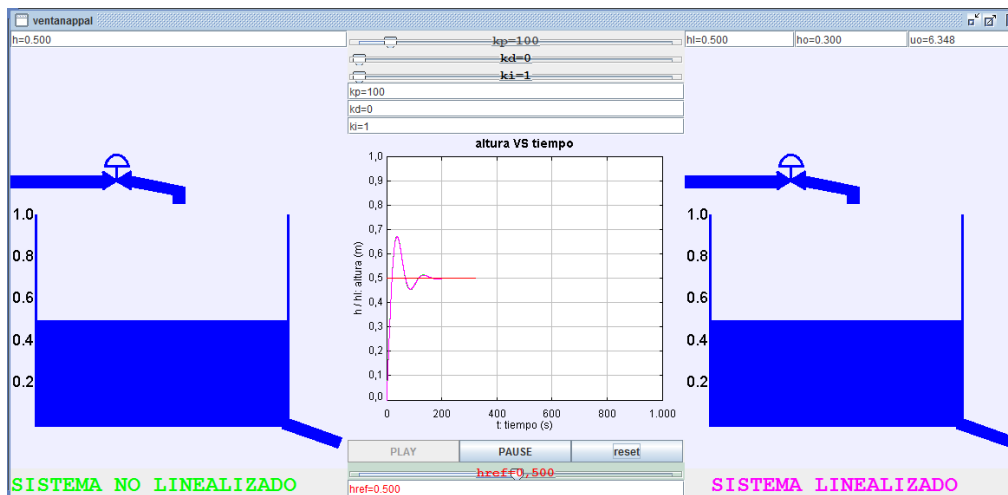 ventanappal
h=0.500
kp=100
hl=0.500
ho=0.300
uo=6.348
kd=0
ki=1
kp=100
kd=0
ki=1
altura VS tiempo
1,0
0,9
0,8
0,7
0,6
0,5
0,4
0,3
0,2
0,1
0,0
h / hl: altura (m)
0
200
400
600
800
1.000
t: tiempo (s)
1.0
0.8
0.6
0.4
0.2
1.0
0.8
0.6
0.4
0.2
PLAY
PAUSE
reset
href=0,500
href=0.500
SISTEMA NO LINEALIZADO
SISTEMA LINEALIZADO